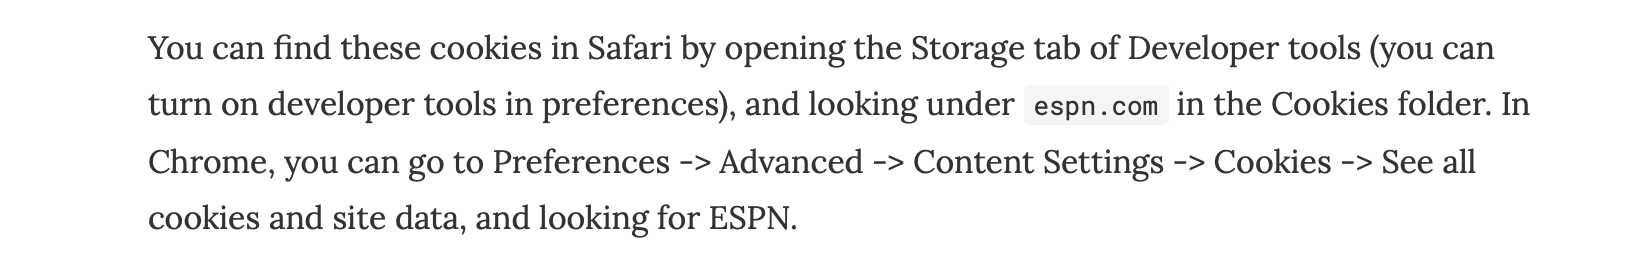 You can find these cookies in Safari by opening the Storage tab of Developer tools (you can
turn on developer tools in preferences), and looking under espn.com in the Cookies folder. In
Chrome, you can go to Preferences -> Advanced -> Content Settings -> Cookies -> See all
cookies and site data, and looking for ESPN.